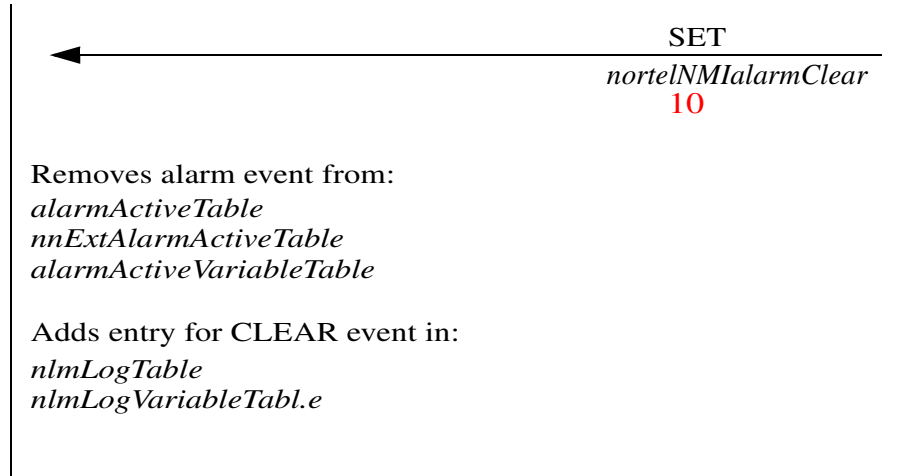 SET
nortelNMIalarmClear
10
Removes alarm event from:
alarmActiveTable
nnExtAlarmActiveTable
alarmActiveVariableTable
Adds entry for CLEAR event in:
nlmLogTable
nlmLogVariableTabl.e